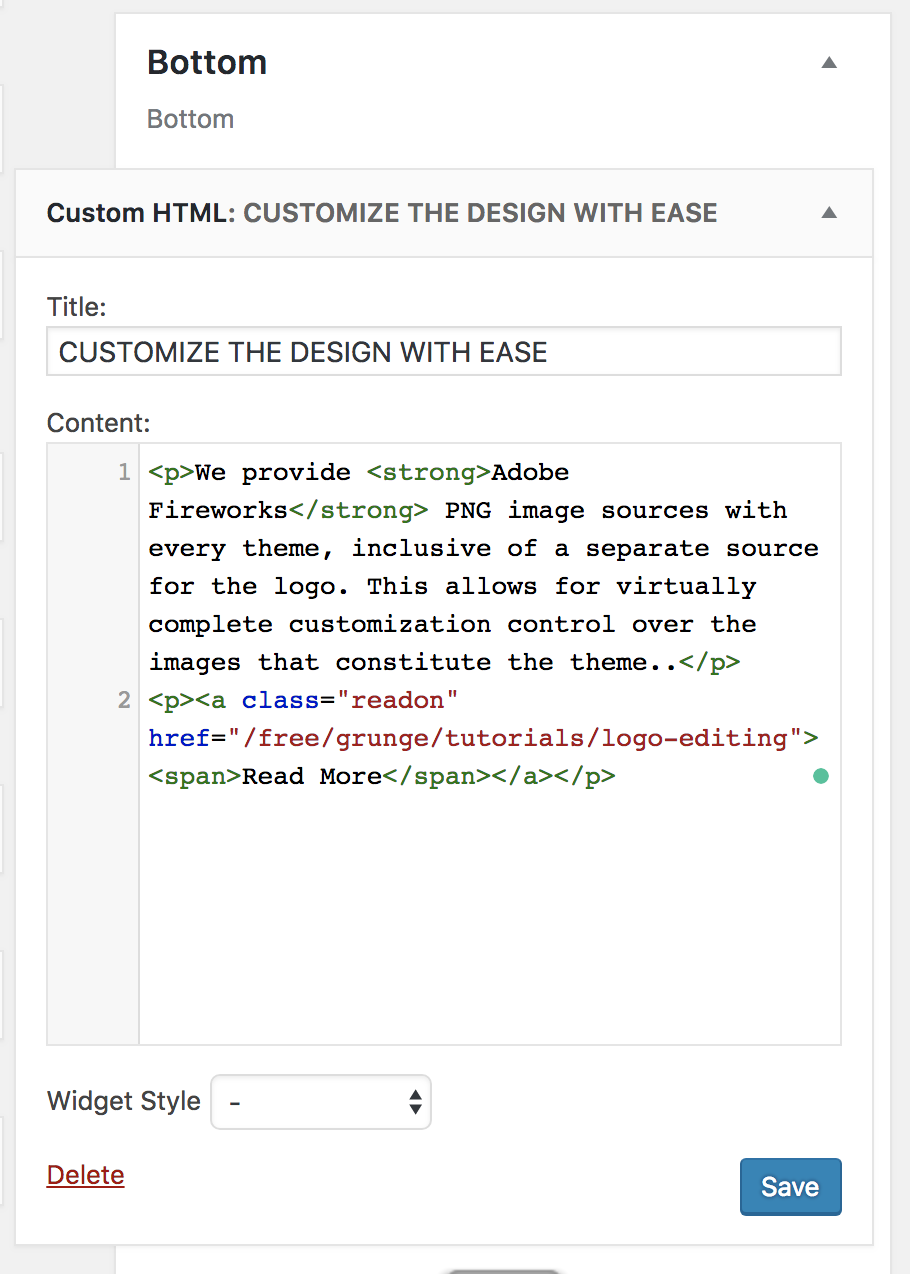 Bottom
Bottom
Custom HTML: CUSTOMIZE THE DESIGN WITH EASE
Title:
CUSTOMIZE THE DESIGN WITH EASE
Content:
1 <p>We provide <strong>Adobe
Fireworks</strong> PNG image sources with
every theme, inclusive of a separate source
for the logo. This allows for virtually
complete customization control over the
images that constitute the theme..</p>
2 <p><a class="readon"
href="/free/grunge/tutorials/logo-editing">
<span>Read More</span></a></p>
Widget Style -
Delete
Save